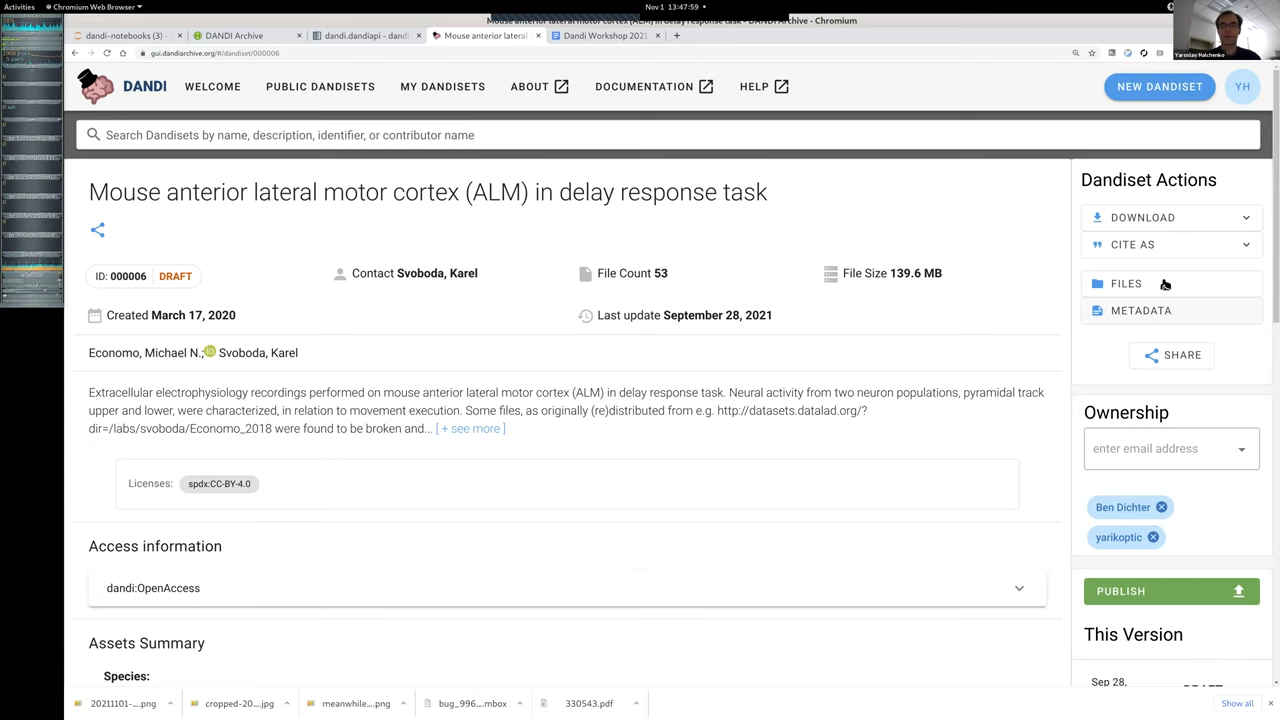 Activities
Chromium Web Browser
Nov 1 13:47:59
Mouse anterior lateral motor cortex (ALM) in delay response task - DANDI Archive - Chromium
dandi-notebooks (3)
DANDI Archive
dandi.dandiapi - dandi
Mouse anterior lateral
Dandi Workshop 2021
gui.dandiarchive.org/#/dandiset/000006
Yaroslav Halchenko
DANDI
WELCOME
PUBLIC DANDISETS
MY DANDISETS
ABOUT
DOCUMENTATION
HELP
NEW DANDISET
YH
Search Dandisets by name, description, identifier, or contributor name
Mouse anterior lateral motor cortex (ALM) in delay response task
ID: 000006 DRAFT
Contact Svoboda, Karel
File Count 53
File Size 139.6 MB
Created March 17, 2020
Last update September 28, 2021
Economo, Michael N.; Svoboda, Karel
Extracellular electrophysiology recordings performed on mouse anterior lateral motor cortex (ALM) in delay response task. Neural activity from two neuron populations, pyramidal track
upper and lower, were characterized, in relation to movement execution. Some files, as originally (re)distributed from e.g. http://datasets.datalad.org/?
dir=/labs/svoboda/Economo_2018 were found to be broken and... [ + see more ]
Licenses: spdx:CC-BY-4.0
Access information
dandi:OpenAccess
Assets Summary
Species:
Dandiset Actions
DOWNLOAD
CITE AS
FILES
METADATA
SHARE
Ownership
enter email address
Ben Dichter
yarikoptic
PUBLISH
This Version
Sep 28,
DRAFT
20211101-....png
cropped-20....jpg
meanwhile....png
bug_996....mbox
330543.pdf
Show all